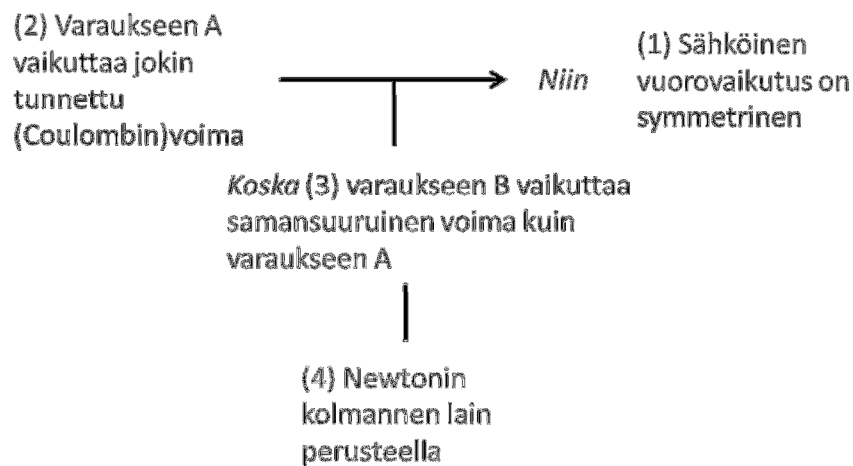 (2) Varaukseen A
vaikuttaa jokin
tunnettu
(Coulombin)voima
Niin
(1) Sähköinen
vuorovaikutus on
symmetrinen
Koska (3) varaukseen B vaikuttaa
samansuuruinen voima kuin
varaukseen A
(4) Newtonin
kolmannen lain
perusteella